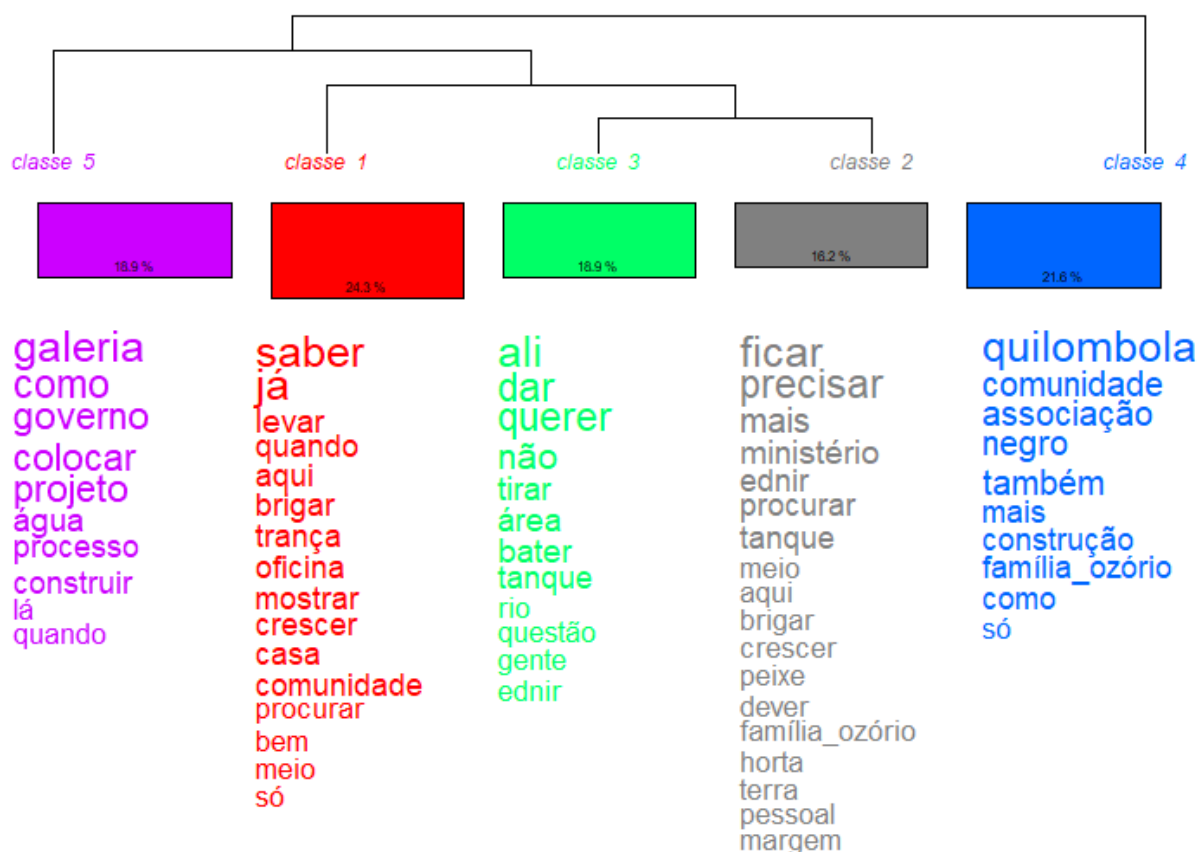 classe 5
classe 1
classe 3
classe 2
classe 4
18.9 %
24.3 %
18.9 %
16.2 %
21.6 %
galeria
como
governo
colocar
projeto
água
processo
construir
lá
quando
saber
já
levar
quando
aqui
brigar
trança
oficina
mostrar
crescer
casa
comunidade
procurar
bem
meio
só
ali
dar
querer
não
tirar
área
bater
tanque
rio
questão
gente
ednir
ficar
precisar
mais
ministério
ednir
procurar
tanque
meio
aqui
brigar
crescer
peixe
dever
família_ozório
horta
terra
pessoal
margem
quilombola
comunidade
associação
negro
também
mais
construção
família_ozório
como
só